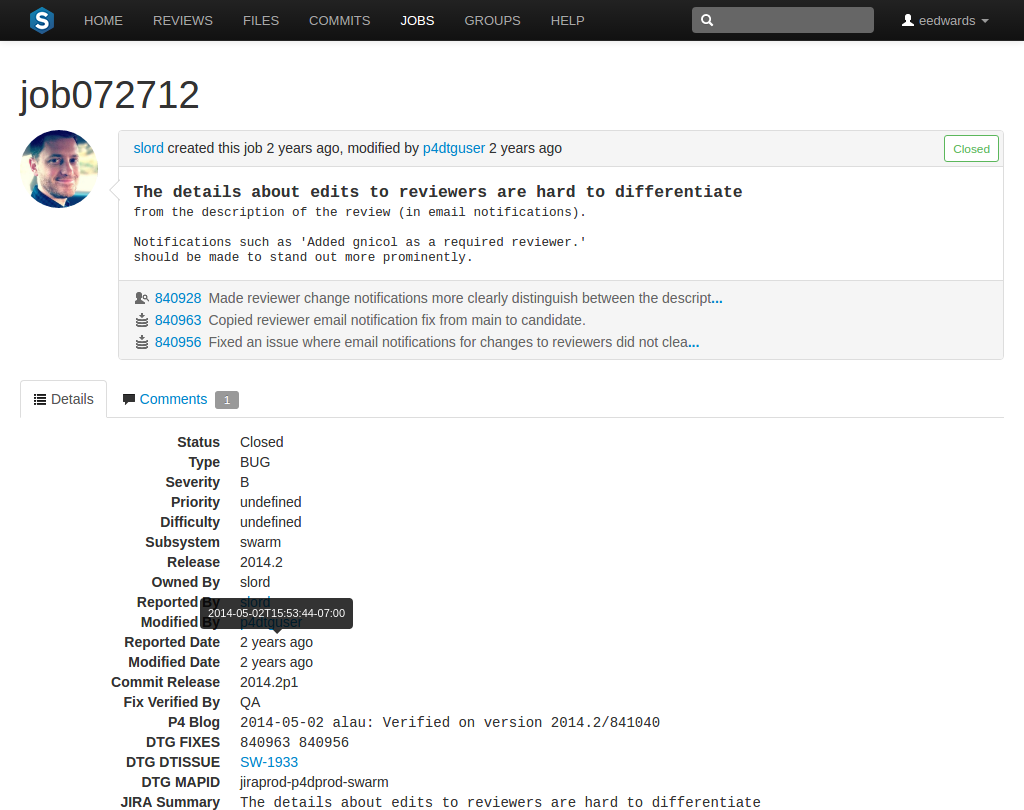 S HOME REVIEWS FILES COMMITS JOBS GROUPS HELP eedwards
job072712
slord created this job 2 years ago, modified by p4dtguser 2 years ago Closed
The details about edits to reviewers are hard to differentiate
from the description of the review (in email notifications).
Notifications such as 'Added gnicol as a required reviewer.'
should be made to stand out more prominently.
840928 Made reviewer change notifications more clearly distinguish between the descript...
840963 Copied reviewer email notification fix from main to candidate.
840956 Fixed an issue where email notifications for changes to reviewers did not clea...
Details Comments 1
Status Closed
Type BUG
Severity B
Priority undefined
Difficulty undefined
Subsystem swarm
Release 2014.2
Owned By slord
Reported By slord
2014-05-02T15:53:44-07:00
Modified By p4dtguser
Reported Date 2 years ago
Modified Date 2 years ago
Commit Release 2014.2p1
Fix Verified By QA
P4 Blog 2014-05-02 alau: Verified on version 2014.2/841040
DTG FIXES 840963 840956
DTG DTISSUE SW-1933
DTG MAPID jiraprod-p4dprod-swarm
JIRA Summary The details about edits to reviewers are hard to differentiate